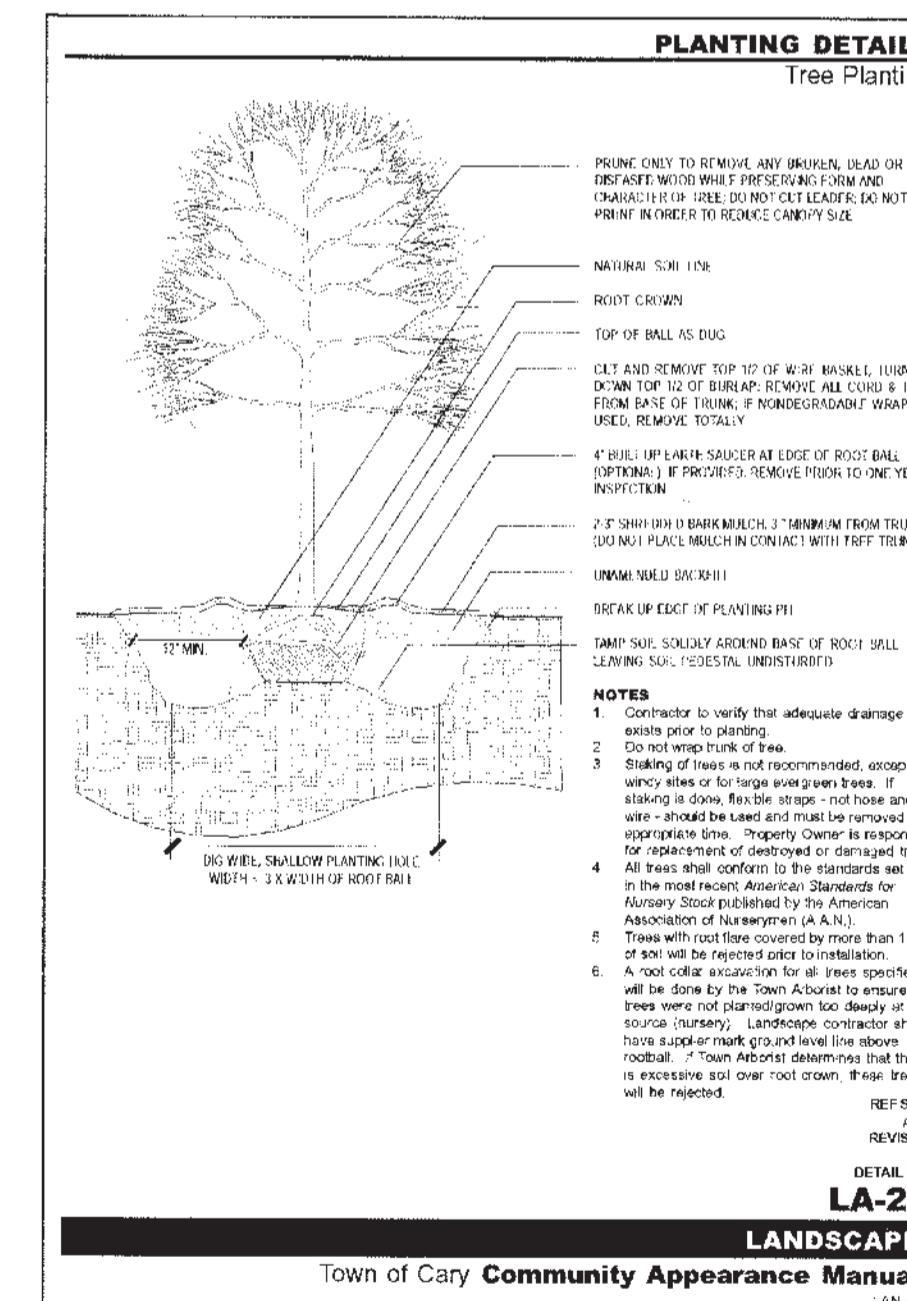 PLANTING DETAIL
Tree Planti
PRUNE ONLY TO REMOVE ANY BROKEN, DEAD OR
DISEASED WOOD WHILE PRESERVING FORM AND
CHARACTER OF TREE; DO NOT CUT LEADER; DO NOT
PRUNE IN ORDER TO REDUCE CANOPY SIZE
NATURAL SOIL LINE
ROOT CROWN
TOP OF BALL AS DUG
CUT AND REMOVE TOP 1/2 OF WIRE BASKET, TURN
DOWN TOP 1/2 OF BURLAP; REMOVE ALL CORD &
FROM BASE OF TRUNK; IF NONDEGRADABLE WRAP
USED, REMOVE TOTALLY
4" BUILT UP EARTH SAUCER AT EDGE OF ROOT BALL
(OPTIONAL) IF PROVIDED, REMOVE PRIOR TO ONE YE
INSPECTION
2-3" SHREDDED BARK MULCH, 3" MINIMUM FROM TRU
(DO NOT PLACE MULCH IN CONTACT WITH TREE TRUN
UNAMENDED BACKFILL
BREAK UP EDGE OF PLANTING PIT
TAMP SOIL SOLIDLY AROUND BASE OF ROOT BALL
LEAVING SOIL PEDESTAL UNDISTURBED
12" MIN.
DIG WIDE, SHALLOW PLANTING HOLE
WIDTH 3 X WIDTH OF ROOT BALL
NOTES
1. Contractor to verify that adequate drainage
exists prior to planting.
2 Do not wrap trunk of tree.
3 Staking of trees is not recommended, excep
windy sites or for large evergreen trees. If
staking is done, flexible straps - not hose and
wire - should be used and must be removed
appropriate time. Property Owner is respon
for replacement of destroyed or damaged tr
4 All trees shall conform to the standards set
in the most recent American Standards for
Nursery Stock published by the American
Association of Nurserymen (A.A.N.).
5 Trees with root flare covered by more than 1
of soil will be rejected prior to installation.
6. A root collar excavation for all trees specifie
will be done by the Town Arborist to ensure
trees were not planted/grown too deeply at
source (nursery). Landscape contractor sh
have supplier mark ground level line above
rootball. If Town Arborist determines that th
is excessive soil over root crown, these tre
will be rejected.
REF S
REVIS
DETAIL
LA-2
LANDSCAPE
Town of Cary Community Appearance Manua
LAN